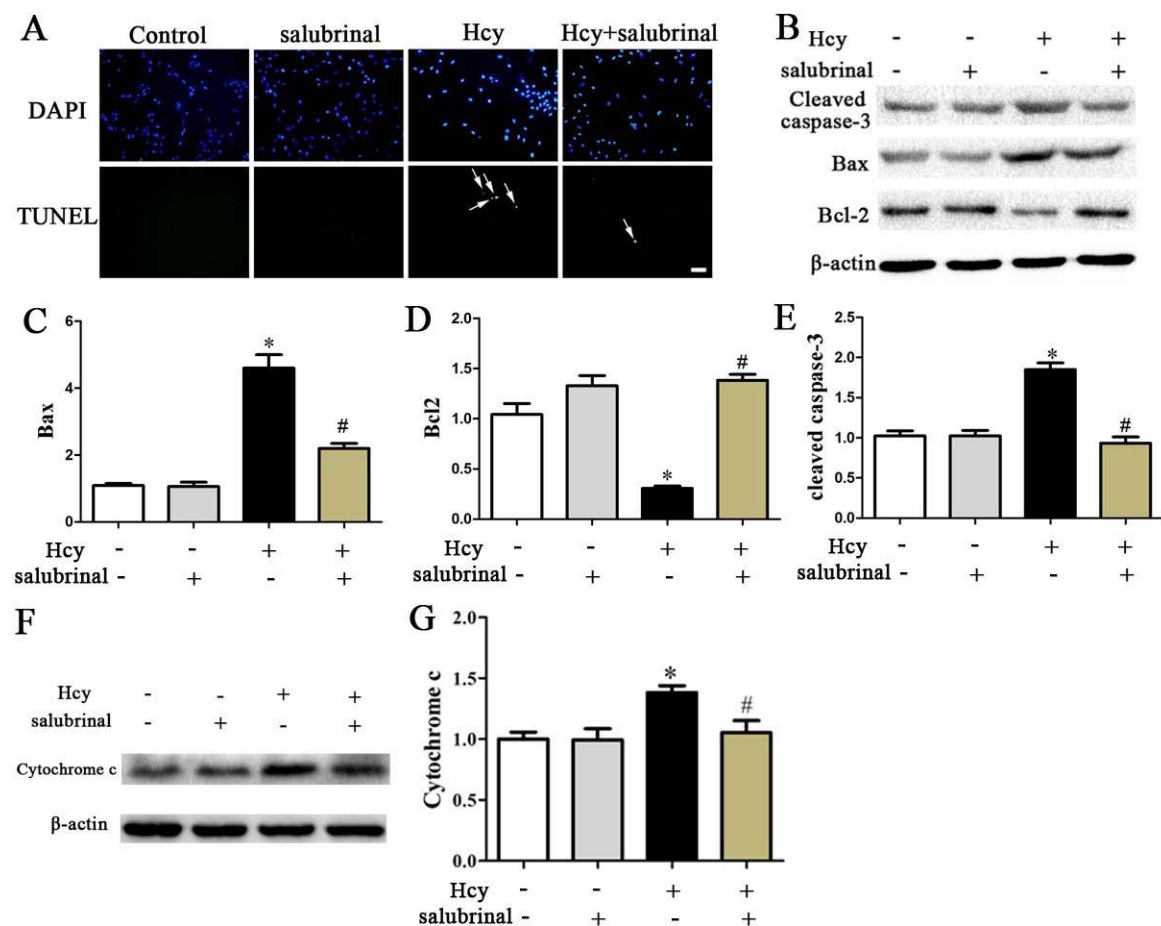 A
Control salubrinal Hcy Hcy+salubrinal
DAPI
TUNEL
B
Hcy - - + +
salubrinal - + - +
Cleaved
caspase-3
Bax
Bcl-2
β-actin
C
6
4
2
0
Bax
*
#
Hcy - - + +
salubrinal - + - +
D
2.0
1.5
1.0
0.5
0.0
Bcl2
*
#
Hcy - - + +
salubrinal - + - +
E
2.5
2.0
1.5
1.0
0.5
0.0
cleaved caspase-3
*
#
Hcy - - + +
salubrinal - + - +
F
Hcy - - + +
salubrinal - + - +
Cytochrome c
β-actin
G
2.0
1.5
1.0
0.5
0.0
Cytochrome c
*
#
Hcy - - + +
salubrinal - + - +